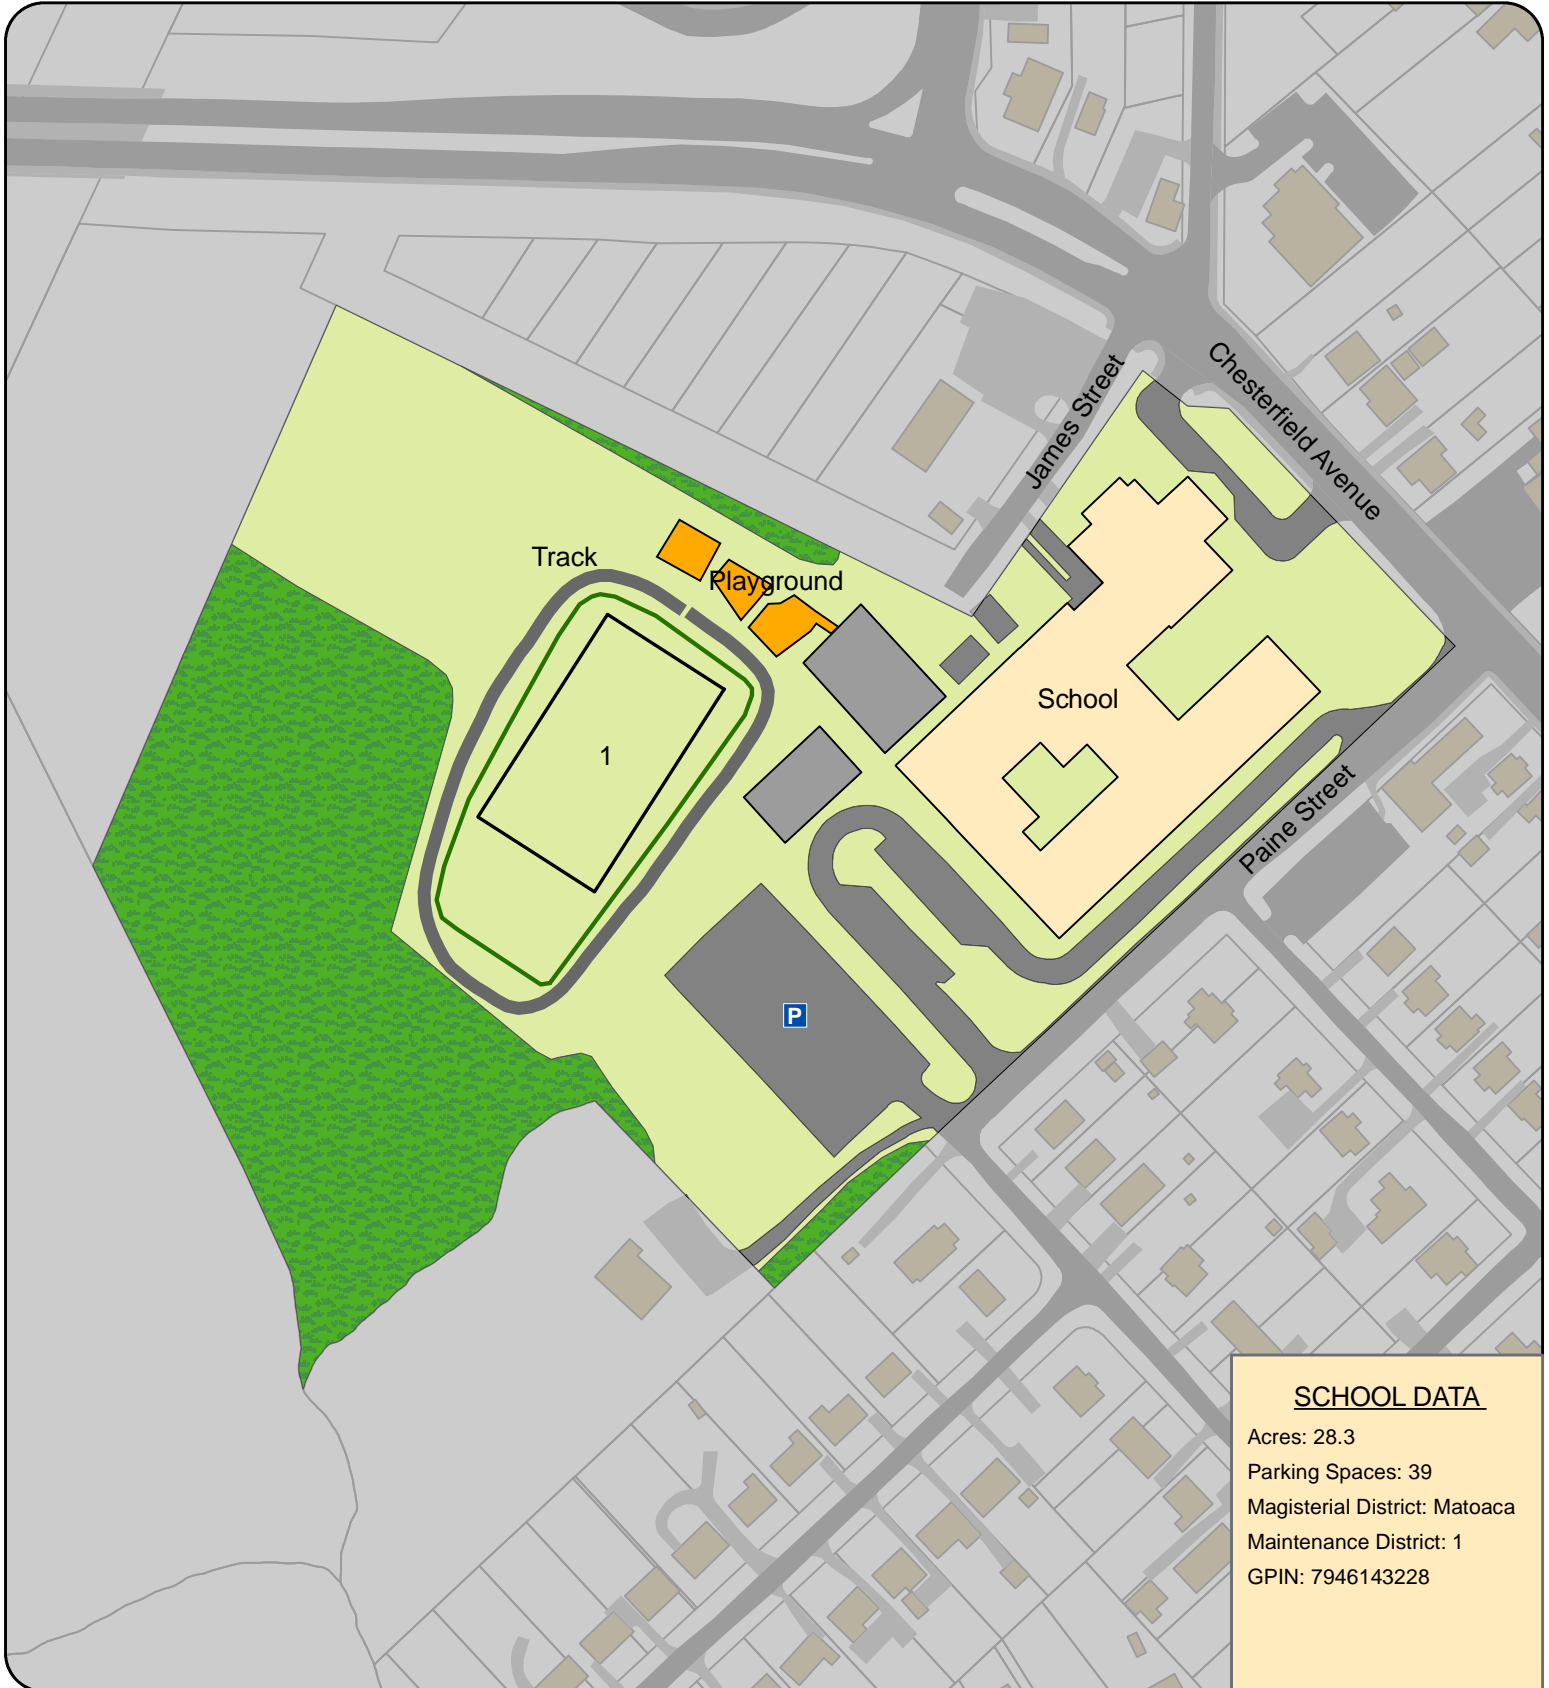 James Street
Chesterfield Avenue
Track
Playground
School
1
Paine Street
P
SCHOOL DATA
Acres: 28.3
Parking Spaces: 39
Magisterial District: Matoaca
Maintenance District: 1
GPIN: 7946143228